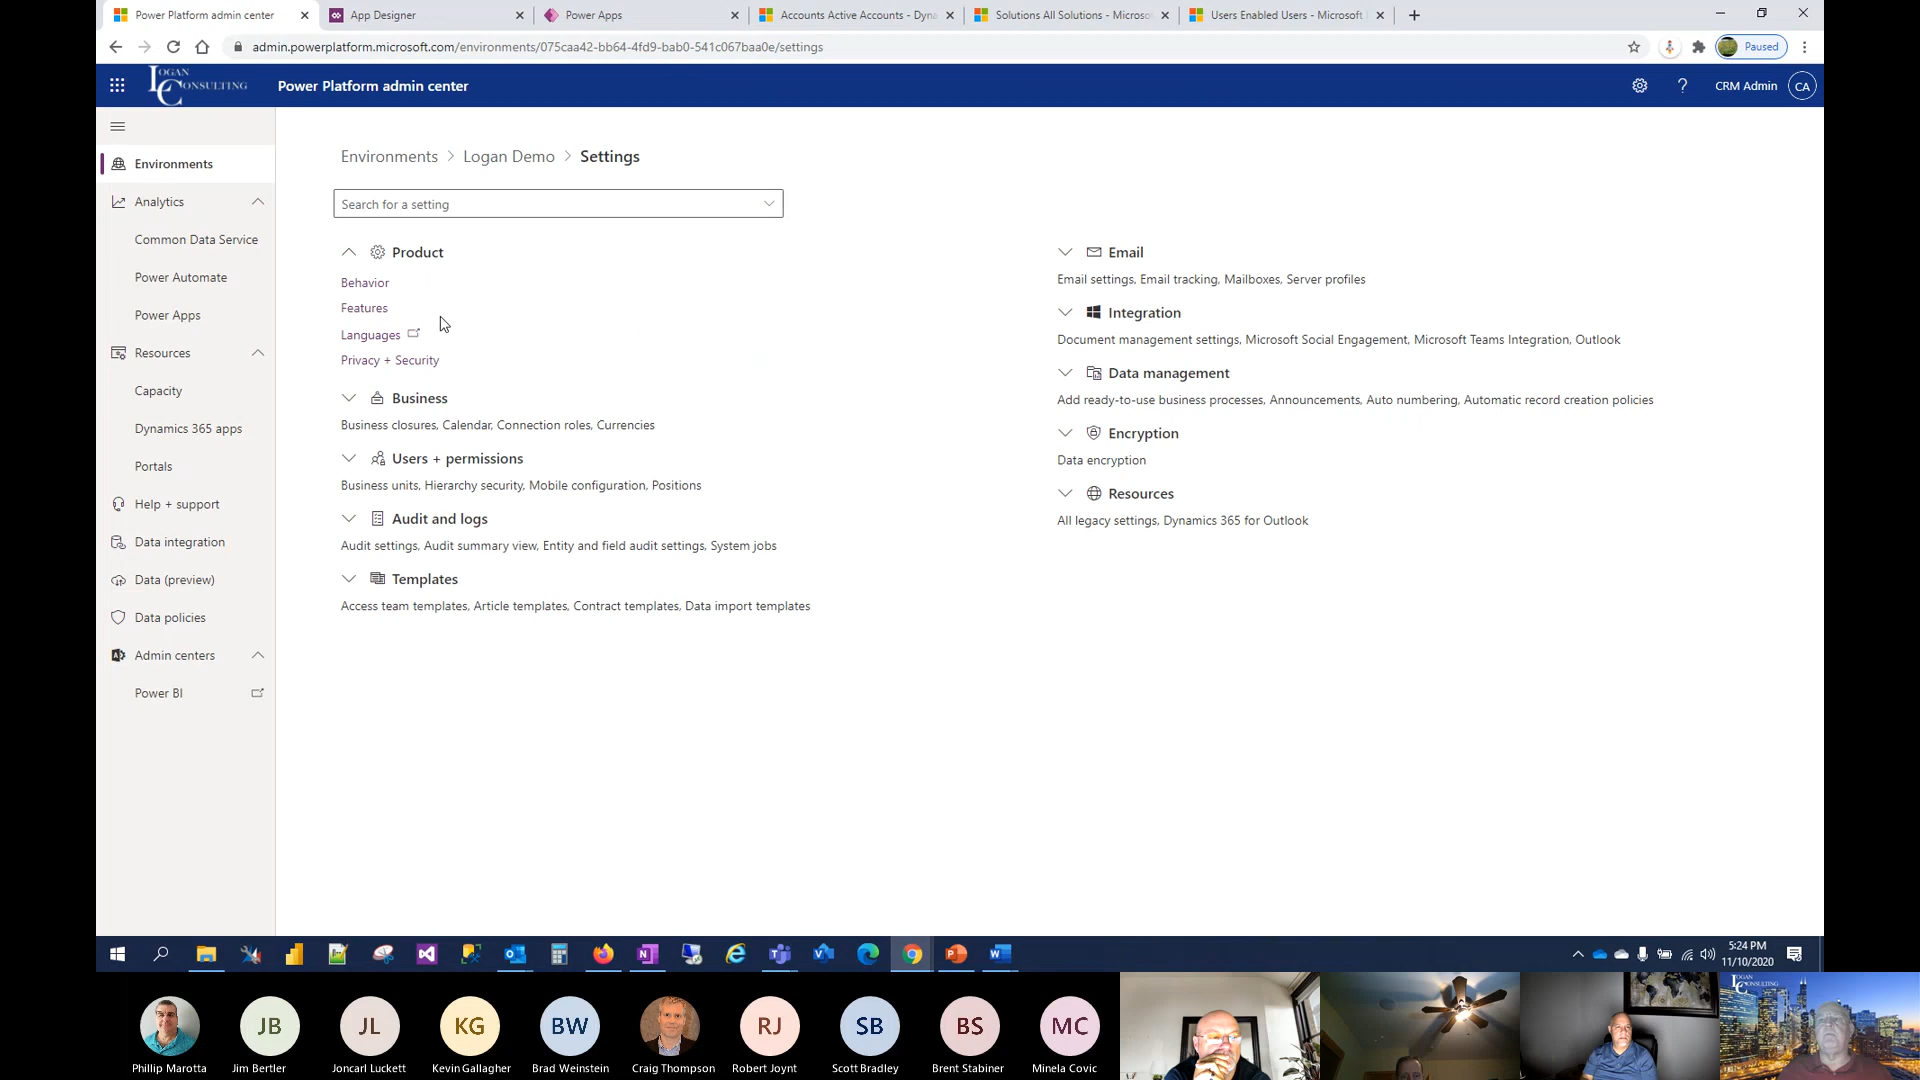 Power Platform admin center
App Designer
Power Apps
Accounts Active Accounts - Dyna
Solutions All Solutions - Microso
Users Enabled Users - Microsoft
admin.powerplatform.microsoft.com/environments/075caa42-bb64-4fd9-bab0-541c067baa0e/settings
Paused
LOGAN CONSULTING
Power Platform admin center
CRM Admin
CA
Environments
Analytics
Common Data Service
Power Automate
Power Apps
Resources
Capacity
Dynamics 365 apps
Portals
Help + support
Data integration
Data (preview)
Data policies
Admin centers
Power BI
Environments > Logan Demo > Settings
Search for a setting
Product
Behavior
Features
Languages
Privacy + Security
Business
Business closures, Calendar, Connection roles, Currencies
Users + permissions
Business units, Hierarchy security, Mobile configuration, Positions
Audit and logs
Audit settings, Audit summary view, Entity and field audit settings, System jobs
Templates
Access team templates, Article templates, Contract templates, Data import templates
Email
Email settings, Email tracking, Mailboxes, Server profiles
Integration
Document management settings, Microsoft Social Engagement, Microsoft Teams Integration, Outlook
Data management
Add ready-to-use business processes, Announcements, Auto numbering, Automatic record creation policies
Encryption
Data encryption
Resources
All legacy settings, Dynamics 365 for Outlook
5:24 PM
11/10/2020
JB
JL
KG
BW
RJ
SB
BS
MC
Phillip Marotta
Jim Bertler
Joncarl Luckett
Kevin Gallagher
Brad Weinstein
Craig Thompson
Robert Joynt
Scott Bradley
Brent Stabiner
Minela Covic
LOGAN CONSULTING